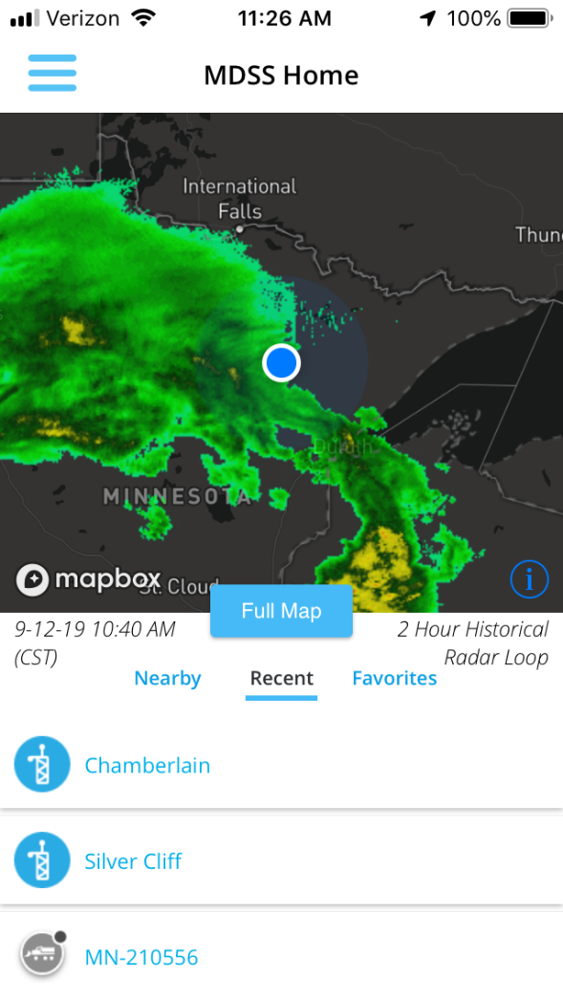 Verizon 11:26 AM 100%
MDSS Home
International
Falls
Thun
Duluth
MINNESOTA
mapbox
St. Cloud
i
Full Map
9-12-19 10:40 AM
(CST)
2 Hour Historical
Radar Loop
Nearby Recent Favorites
Chamberlain
Silver Cliff
MN-210556